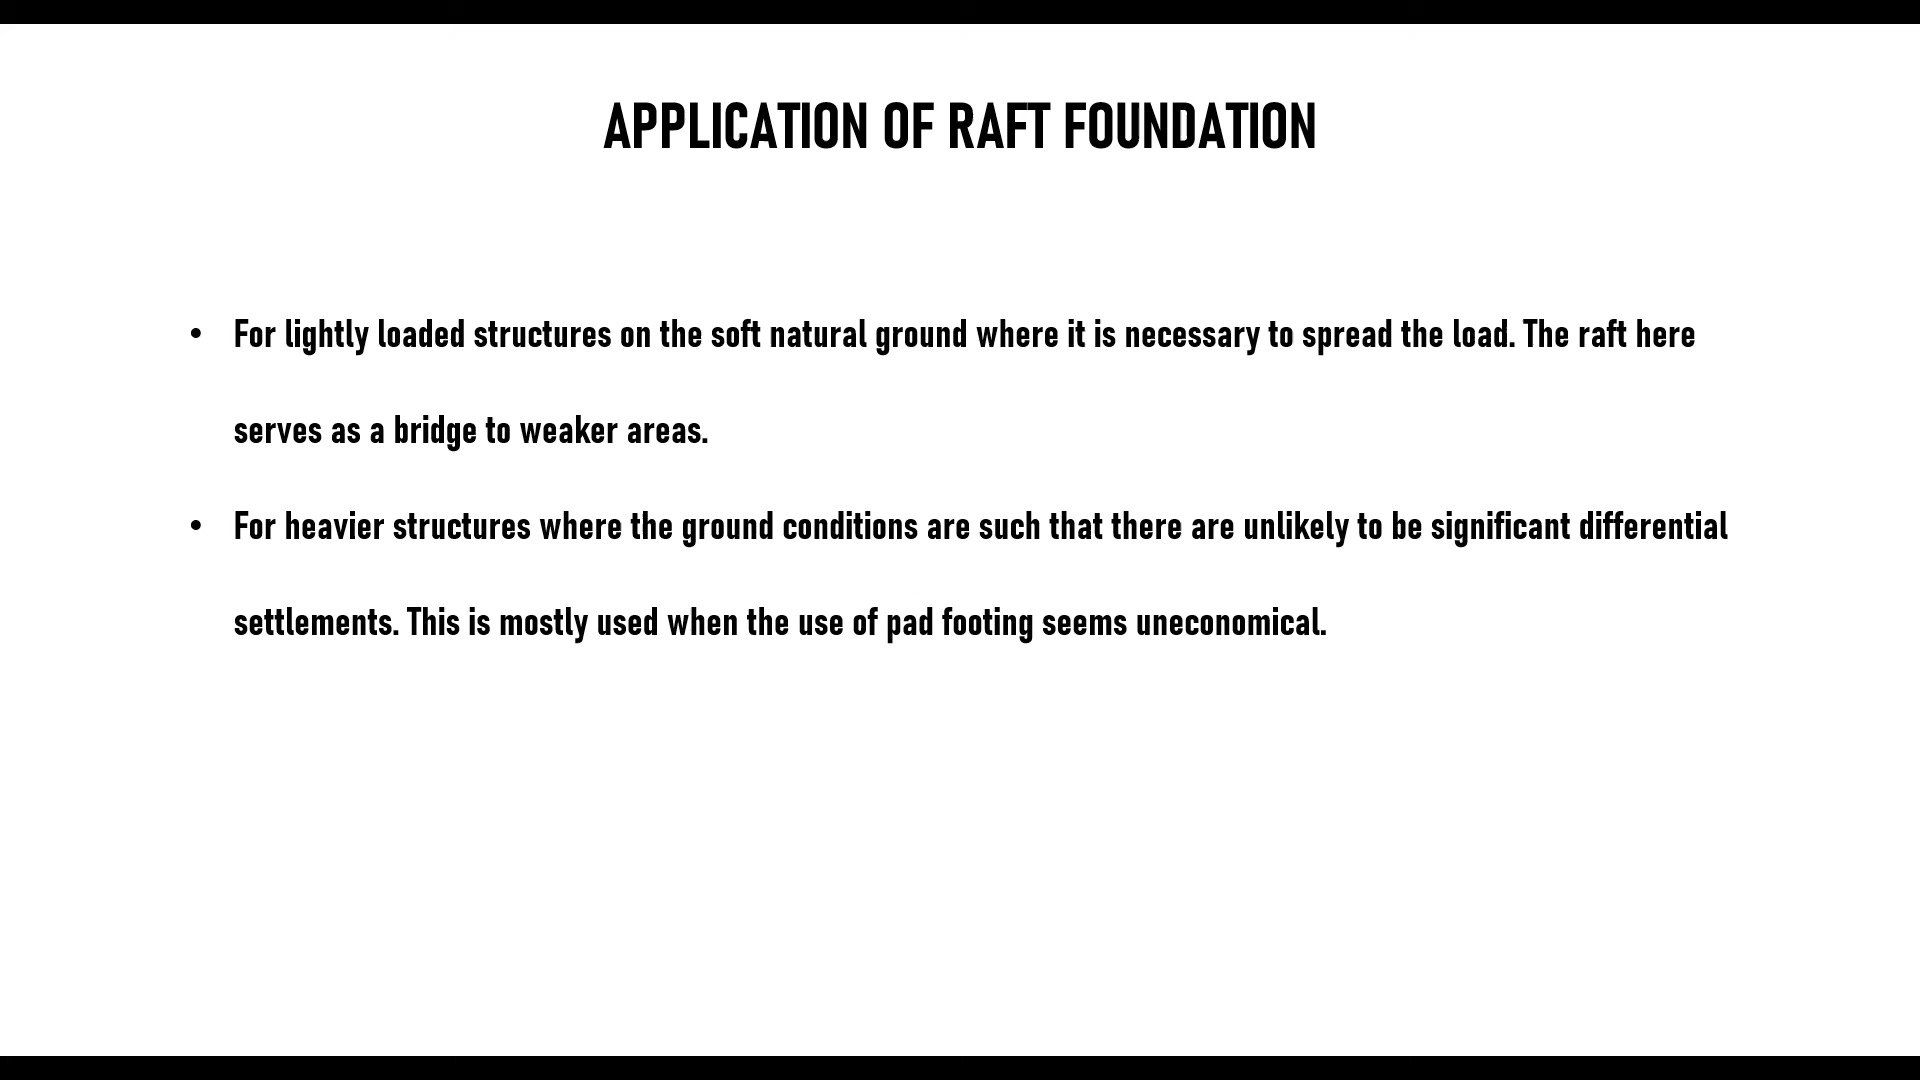 APPLICATION OF RAFT FOUNDATION
• For lightly loaded structures on the soft natural ground where it is necessary to spread the load. The raft here
serves as a bridge to weaker areas.
• For heavier structures where the ground conditions are such that there are unlikely to be significant differential
settlements. This is mostly used when the use of pad footing seems uneconomical.